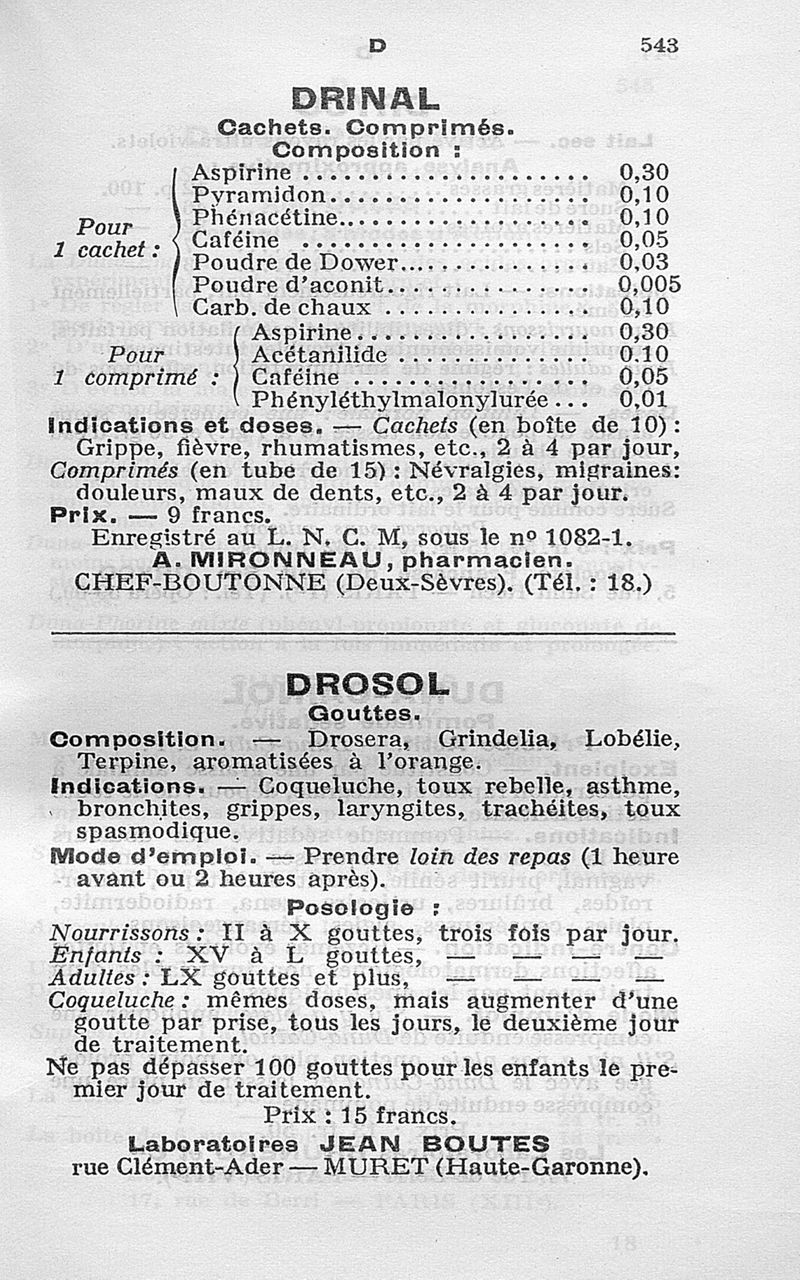 D 543
DRINAL
Cachets. Comprimés.
Composition :
Aspirine ..................... 0,30
Pyramidon................... 0,10
Phénacétine.................. 0,10
Pour
1 cachet :
Caféine ..................... 0,05
Poudre de Dower.............. 0,03
Poudre d'aconit............... 0,005
Carb. de chaux ............... 0,10
Aspirine................. 0,30
Pour
1 comprimé :
Acétanilide .............. 0.10
Caféine ................. 0,05
Phényléthylmalonylurée ... 0,01
Indications et doses. — Cachets (en boîte de 10) :
Grippe, fièvre, rhumatismes, etc., 2 à 4 par jour,
Comprimés (en tube de 15) : Névralgies, migraines:
douleurs, maux de dents, etc., 2 à 4 par jour.
Prix. — 9 francs.
Enregistré au L. N. C. M, sous le nº 1082-1.
A. MIRONNEAU, pharmacien.
CHEF-BOUTONNE (Deux-Sèvres). (Tél. : 18.)
DROSOL
Gouttes.
Composition. — Drosera, Grindelia, Lobélie,
Terpine, aromatisées à l'orange.
Indications. — Coqueluche, toux rebelle, asthme,
bronchites, grippes, laryngites, trachéites, toux
spasmodique.
Mode d'emploi. — Prendre loin des repas (1 heure
avant ou 2 heures après).
Posologie :
Nourrissons : II à X gouttes, trois fois par jour.
Enfants : XV à L gouttes, — — — —
Adultes : LX gouttes et plus, — — — —
Coqueluche : mêmes doses, mais augmenter d'une
goutte par prise, tous les jours, le deuxième jour
de traitement.
Ne pas dépasser 100 gouttes pour les enfants le pre-
mier jour de traitement.
Prix : 15 francs.
Laboratoires JEAN BOUTES
rue Clément-Ader — MURET (Haute-Garonne).